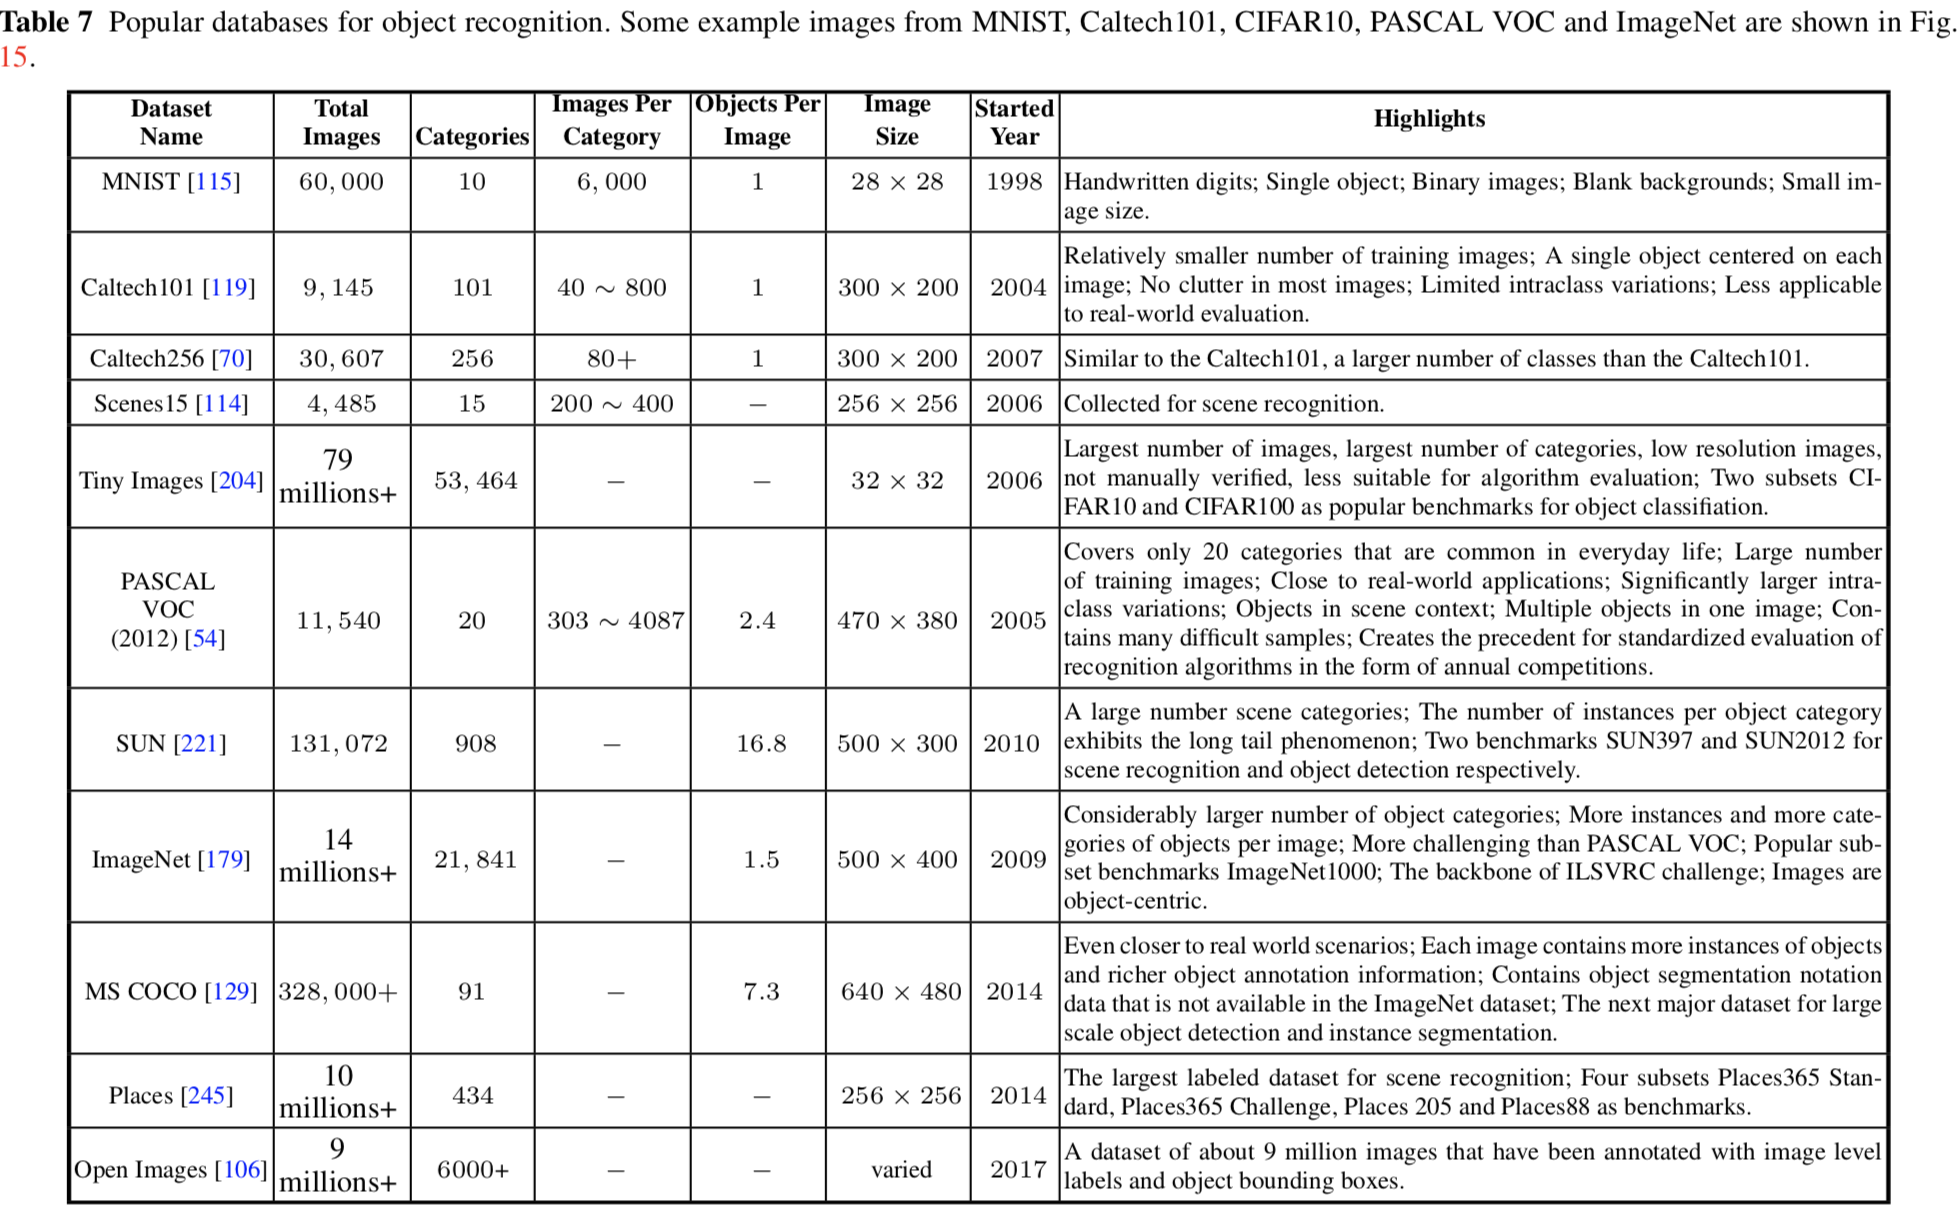 Table 7 Popular databases for object recognition. Some example images from MNIST, Caltech101, CIFAR10, PASCAL VOC and ImageNet are shown in Fig.
15.
Dataset Name | Total Images | Categories | Images Per Category | Objects Per Image | Image Size | Started Year | Highlights
MNIST [115] | 60, 000 | 10 | 6, 000 | 1 | 28 × 28 | 1998 | Handwritten digits; Single object; Binary images; Blank backgrounds; Small im-
age size.
Caltech101 [119] | 9, 145 | 101 | 40 ∼ 800 | 1 | 300 × 200 | 2004 | Relatively smaller number of training images; A single object centered on each
image; No clutter in most images; Limited intraclass variations; Less applicable
to real-world evaluation.
Caltech256 [70] | 30, 607 | 256 | 80+ | 1 | 300 × 200 | 2007 | Similar to the Caltech101, a larger number of classes than the Caltech101.
Scenes15 [114] | 4, 485 | 15 | 200 ∼ 400 | − | 256 × 256 | 2006 | Collected for scene recognition.
Tiny Images [204] | 79 millions+ | 53, 464 | − | − | 32 × 32 | 2006 | Largest number of images, largest number of categories, low resolution images,
not manually verified, less suitable for algorithm evaluation; Two subsets CI-
FAR10 and CIFAR100 as popular benchmarks for object classifiation.
PASCAL VOC (2012) [54] | 11, 540 | 20 | 303 ∼ 4087 | 2.4 | 470 × 380 | 2005 | Covers only 20 categories that are common in everyday life; Large number
of training images; Close to real-world applications; Significantly larger intra-
class variations; Objects in scene context; Multiple objects in one image; Con-
tains many difficult samples; Creates the precedent for standardized evaluation of
recognition algorithms in the form of annual competitions.
SUN [221] | 131, 072 | 908 | − | 16.8 | 500 × 300 | 2010 | A large number scene categories; The number of instances per object category
exhibits the long tail phenomenon; Two benchmarks SUN397 and SUN2012 for
scene recognition and object detection respectively.
ImageNet [179] | 14 millions+ | 21, 841 | − | 1.5 | 500 × 400 | 2009 | Considerably larger number of object categories; More instances and more cate-
gories of objects per image; More challenging than PASCAL VOC; Popular sub-
set benchmarks ImageNet1000; The backbone of ILSVRC challenge; Images are
object-centric.
MS COCO [129] | 328, 000+ | 91 | − | 7.3 | 640 × 480 | 2014 | Even closer to real world scenarios; Each image contains more instances of objects
and richer object annotation information; Contains object segmentation notation
data that is not available in the ImageNet dataset; The next major dataset for large
scale object detection and instance segmentation.
Places [245] | 10 millions+ | 434 | − | − | 256 × 256 | 2014 | The largest labeled dataset for scene recognition; Four subsets Places365 Stan-
dard, Places365 Challenge, Places 205 and Places88 as benchmarks.
Open Images [106] | 9 millions+ | 6000+ | − | − | varied | 2017 | A dataset of about 9 million images that have been annotated with image level
labels and object bounding boxes.